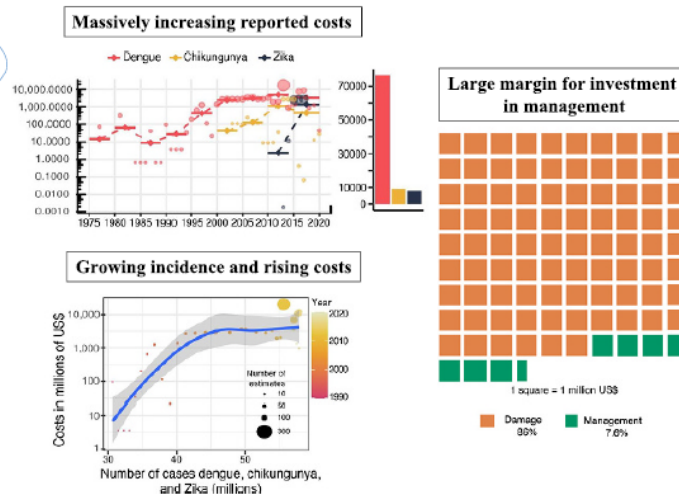 Massively increasing reported costs
Dengue Chikungunya Zika
10,000.0000
1,000.0000
100.0000
10.0000
1.0000
0.1000
0.0100
0.0010
1975 1980 1985 1990 1995 2000 2005 2010 2015 2020
70000
50000
30000
10000
0
Large margin for investment
in management
1 square = 1 million US$
Damage
Management
7.6%
Growing incidence and rising costs
Costs in millions of US$
10,000
1,000
100
10
1
30 40 50
Year
2020
2010
2000
1990
Number of
estimates
10
50
100
300
Number of cases dengue, chikungunya,
and Zika (millions)